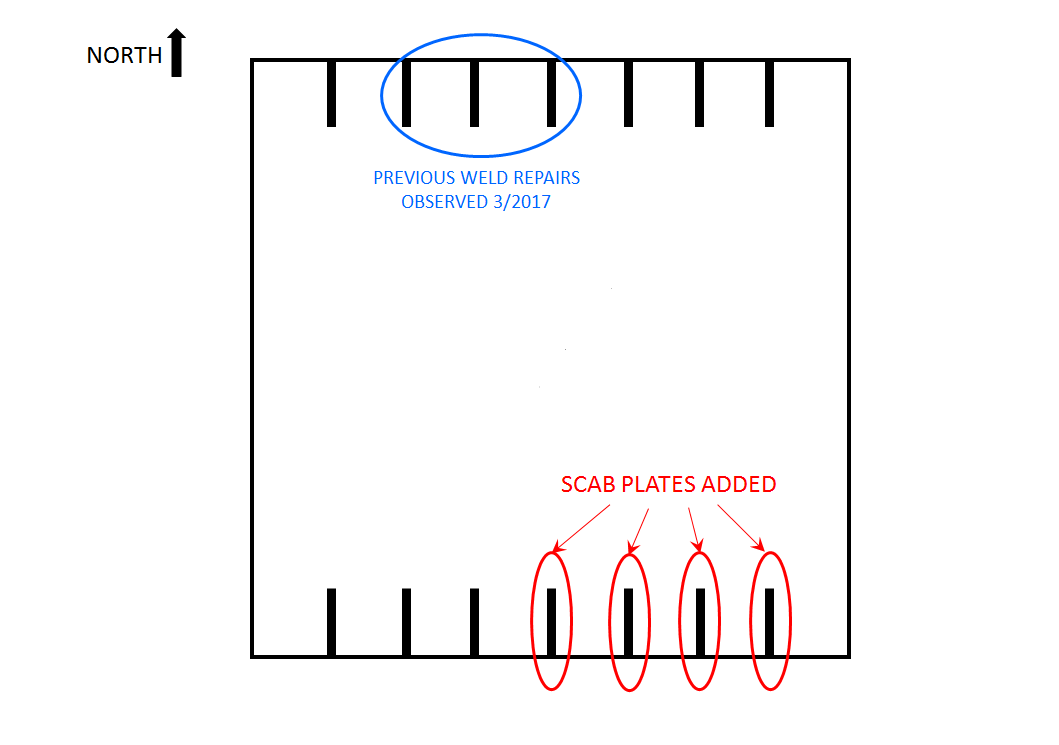 NORTH
PREVIOUS WELD REPAIRS
OBSERVED 3/2017
SCAB PLATES ADDED